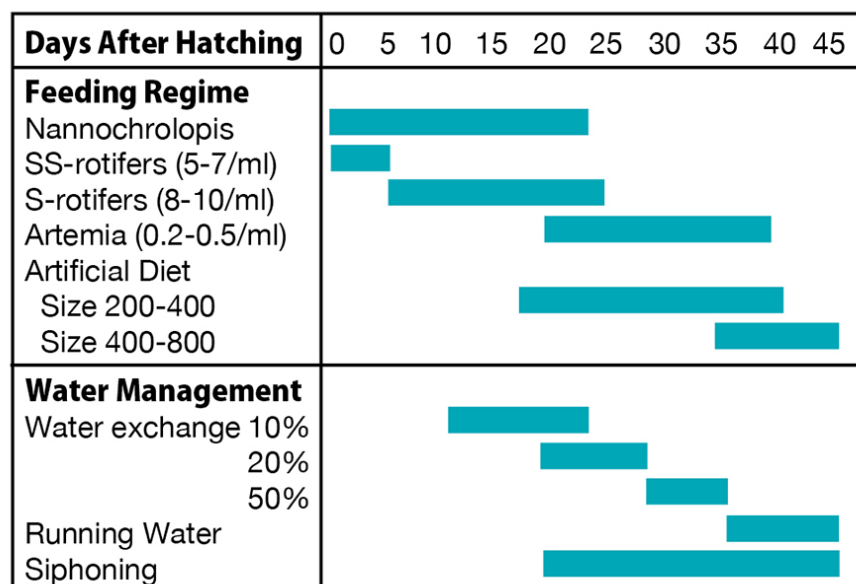 Days After Hatching 0 5 10 15 20 25 30 35 40 45
Feeding Regime
Nannochrolopis
SS-rotifers (5-7/ml)
S-rotifers (8-10/ml)
Artemia (0.2-0.5/ml)
Artificial Diet
Size 200-400
Size 400-800
Water Management
Water exchange 10%
20%
50%
Running Water
Siphoning